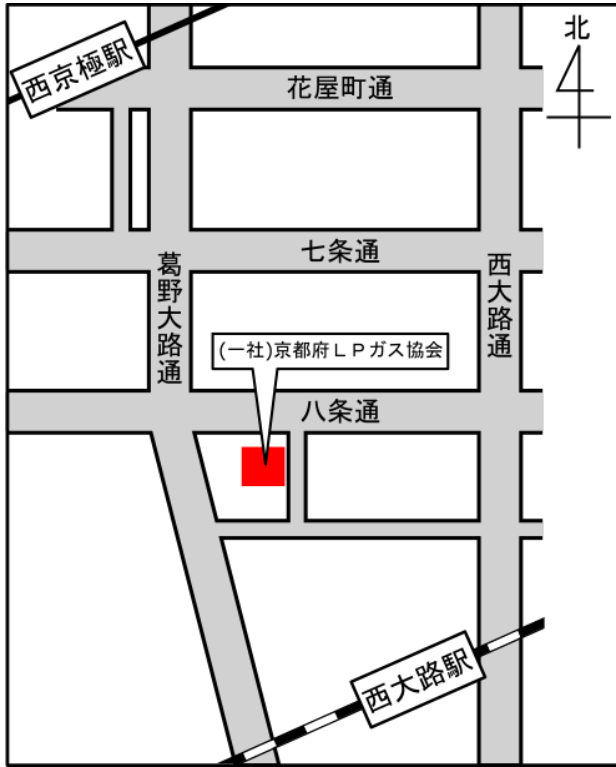 北
西京極駅
花屋町通
七条通
葛野大路通
西大路通
(一社)京都府ＬＰガス協会
八条通
西大路駅